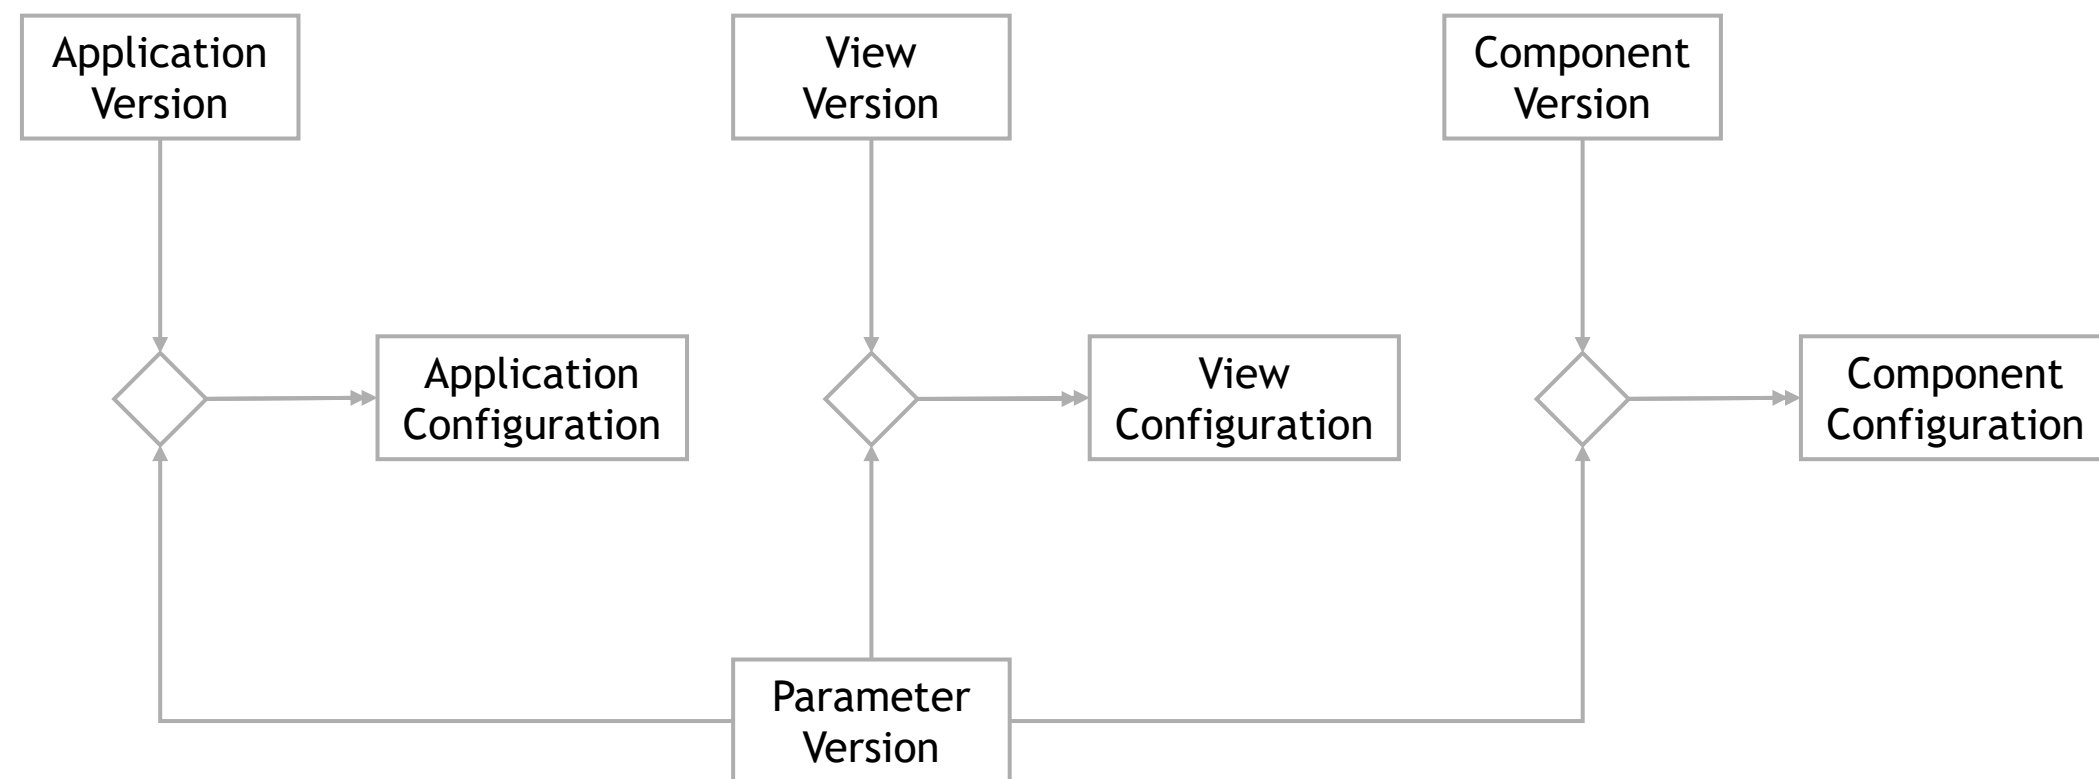 Application
Version
View
Version
Component
Version
Application
Configuration
View
Configuration
Component
Configuration
Parameter
Version